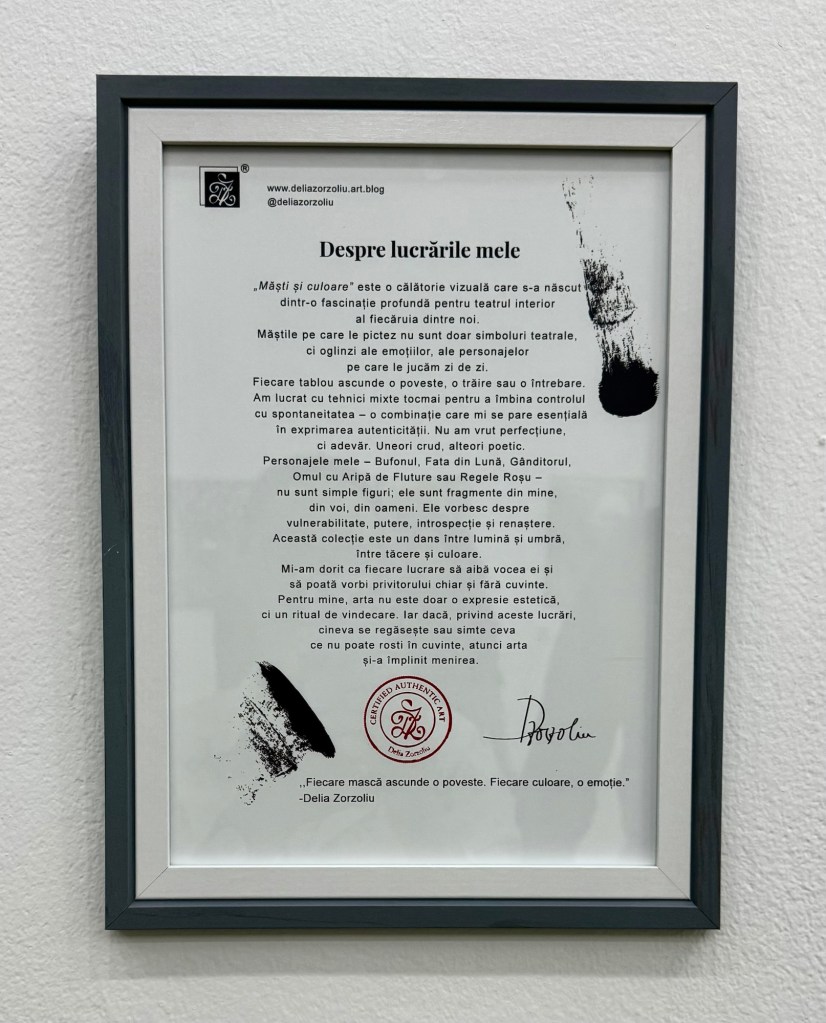 ®
www.deliazorzoliu.art.blog
@deliazorzoliu
Despre lucrările mele
„Măști și culoare” este o călătorie vizuală care s-a născut
dintr-o fascinație profundă pentru teatrul interior
al fiecăruia dintre noi.
Măștile pe care le pictez nu sunt doar simboluri teatrale,
ci oglinzi ale emoțiilor, ale personajelor
pe care le jucăm zi de zi.
Fiecare tablou ascunde o poveste, o trăire sau o întrebare.
Am lucrat cu tehnici mixte tocmai pentru a îmbina controlul
cu spontaneitatea – o combinație care mi se pare esențială
în exprimarea autenticității. Nu am vrut perfecțiune,
ci adevăr. Uneori crud, alteori poetic.
Personajele mele – Bufonul, Fata din Lună, Gânditorul,
Omul cu Aripă de Fluture sau Regele Roșu –
nu sunt simple figuri; ele sunt fragmente din mine,
din voi, din oameni. Ele vorbesc despre
vulnerabilitate, putere, introspecție și renaștere.
Această colecție este un dans între lumină și umbră,
între tăcere și culoare.
Mi-am dorit ca fiecare lucrare să aibă vocea ei și
să poată vorbi privitorului chiar și fără cuvinte.
Pentru mine, arta nu este doar o expresie estetică,
ci un ritual de vindecare. Iar dacă, privind aceste lucrări,
cineva se regăsește sau simte ceva
ce nu poate rosti în cuvinte, atunci arta
și-a împlinit menirea.
CERTIFIED AUTHENTIC ART
Delia Zorzoliu
,,Fiecare mască ascunde o poveste. Fiecare culoare, o emoție.”
-Delia Zorzoliu